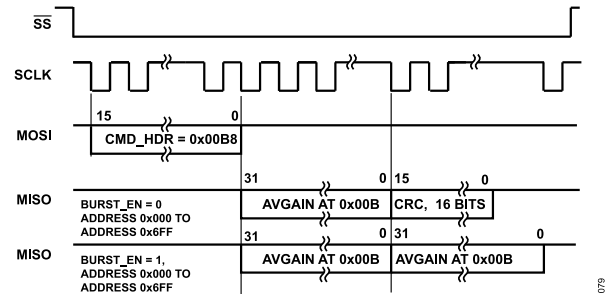 SS
SCLK
15 0
MOSI
CMD_HDR = 0x00B8
31 0 15 0
MISO
BURST_EN = 0
ADDRESS 0x000 TO
ADDRESS 0x6FF
AVGAIN AT 0x00B
CRC, 16 BITS
31 0 31 0
MISO
BURST_EN = 1,
ADDRESS 0x000 TO
ADDRESS 0x6FF
AVGAIN AT 0x00B
AVGAIN AT 0x00B
079